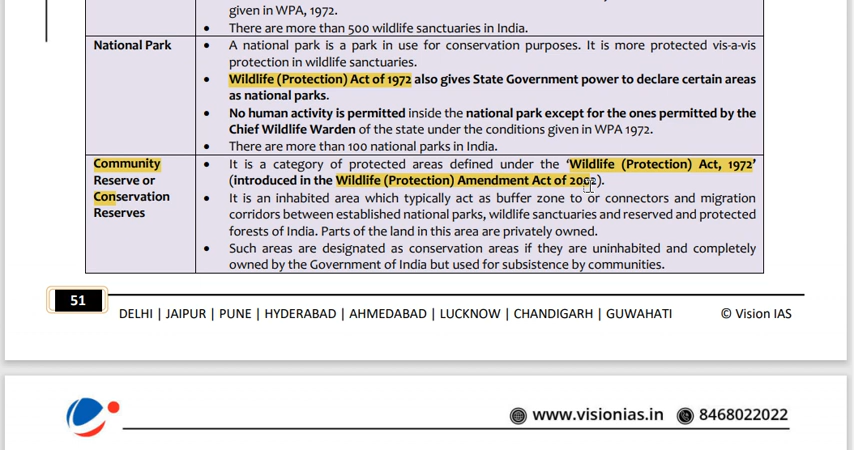 given in WPA, 1972.
• There are more than 500 wildlife sanctuaries in India.
National Park
• A national park is a park in use for conservation purposes. It is more protected vis-a-vis
protection in wildlife sanctuaries.
• Wildlife (Protection) Act of 1972 also gives State Government power to declare certain areas
as national parks.
• No human activity is permitted inside the national park except for the ones permitted by the
Chief Wildlife Warden of the state under the conditions given in WPA 1972.
• There are more than 100 national parks in India.
Community
Reserve or
Conservation
Reserves
• It is a category of protected areas defined under the ‘Wildlife (Protection) Act, 1972’
(introduced in the Wildlife (Protection) Amendment Act of 2002).
• It is an inhabited area which typically act as buffer zone to or connectors and migration
corridors between established national parks, wildlife sanctuaries and reserved and protected
forests of India. Parts of the land in this area are privately owned.
• Such areas are designated as conservation areas if they are uninhabited and completely
owned by the Government of India but used for subsistence by communities.
51
DELHI | JAIPUR | PUNE | HYDERABAD | AHMEDABAD | LUCKNOW | CHANDIGARH | GUWAHATI
© Vision IAS
www.visionias.in
8468022022